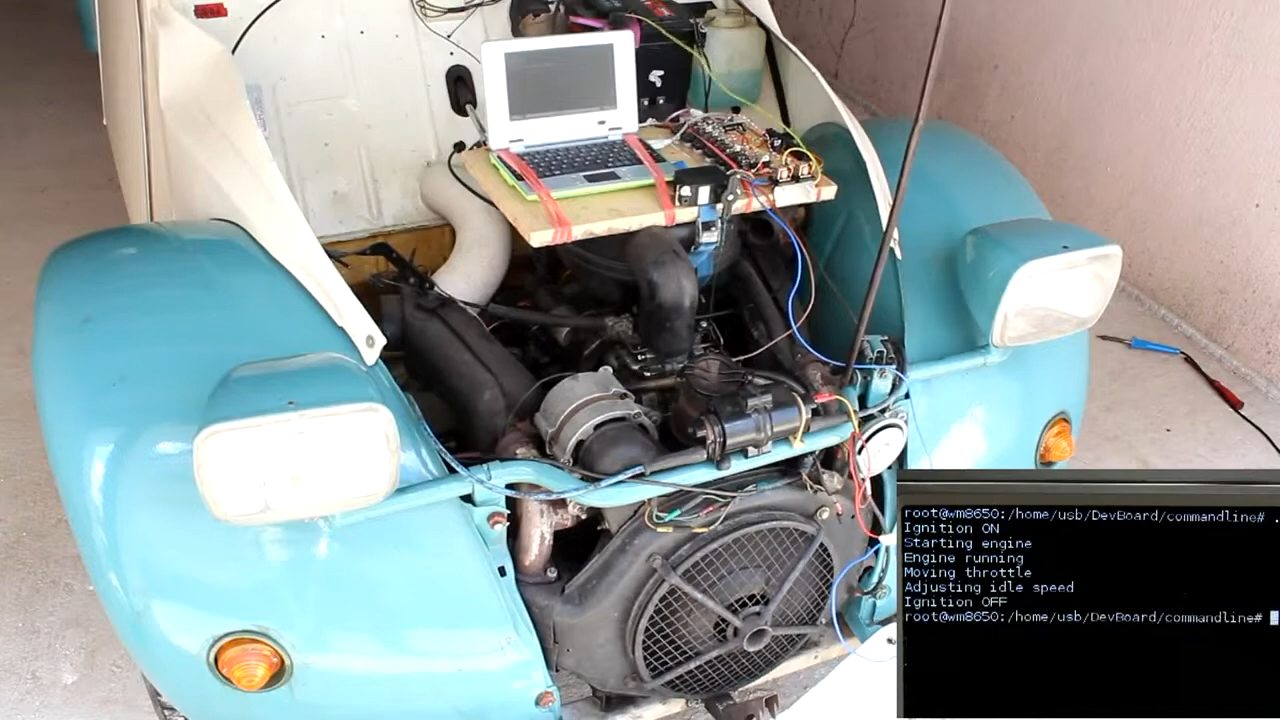 root@wm8650:/home/usb/DevBoard/commandline# .
Ignition ON
Starting engine
Engine running
Moving throttle
Adjusting idle speed
Ignition OFF
root@wm8650:/home/usb/DevBoard/commandline#